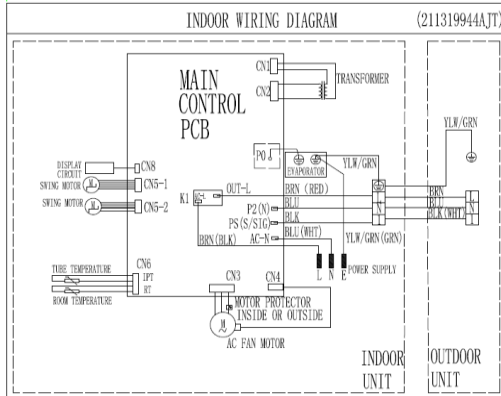 INDOOR WIRING DIAGRAM
(211319944AJT)
MAIN
CONTROL
PCB
CN1
CN2
TRANSFORMER
YLW/GRN
P0
EVAPORATOR
YLW/GRN
DISPLAY
CIRCUIT
CN8
SWING MOTOR
M
CN5-1
SWING MOTOR
M
CN5-2
K1
OUT-L
BRN (RED)
BRN
P2(N)
BLU
BLU
PS(S/SIG)
BLK
BLK(WHT)
AC-N
BLU(WHT)
YLW/GRN(GRN)
BRN(BLK)
L N E
POWER SUPPLY
CN6
TUBE TEMPERATURE
IPT
RT
ROOM TEMPERATURE
CN3
CN4
MOTOR PROTECTOR
INSIDE OR OUTSIDE
M
AC FAN MOTOR
INDOOR
UNIT
OUTDOOR
UNIT